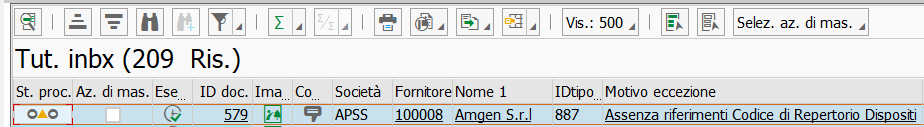 Vis.: 500 Selez. az. di mas.
Tut. inbx (209 Ris.)
St. proc. Az. di mas. Ese... ID doc. Ima... Co... Società Fornitore Nome 1 IDtipo... Motivo eccezione
579 APSS 100008 Amgen S.r.l 887 Assenza riferimenti Codice di Repertorio Dispositi